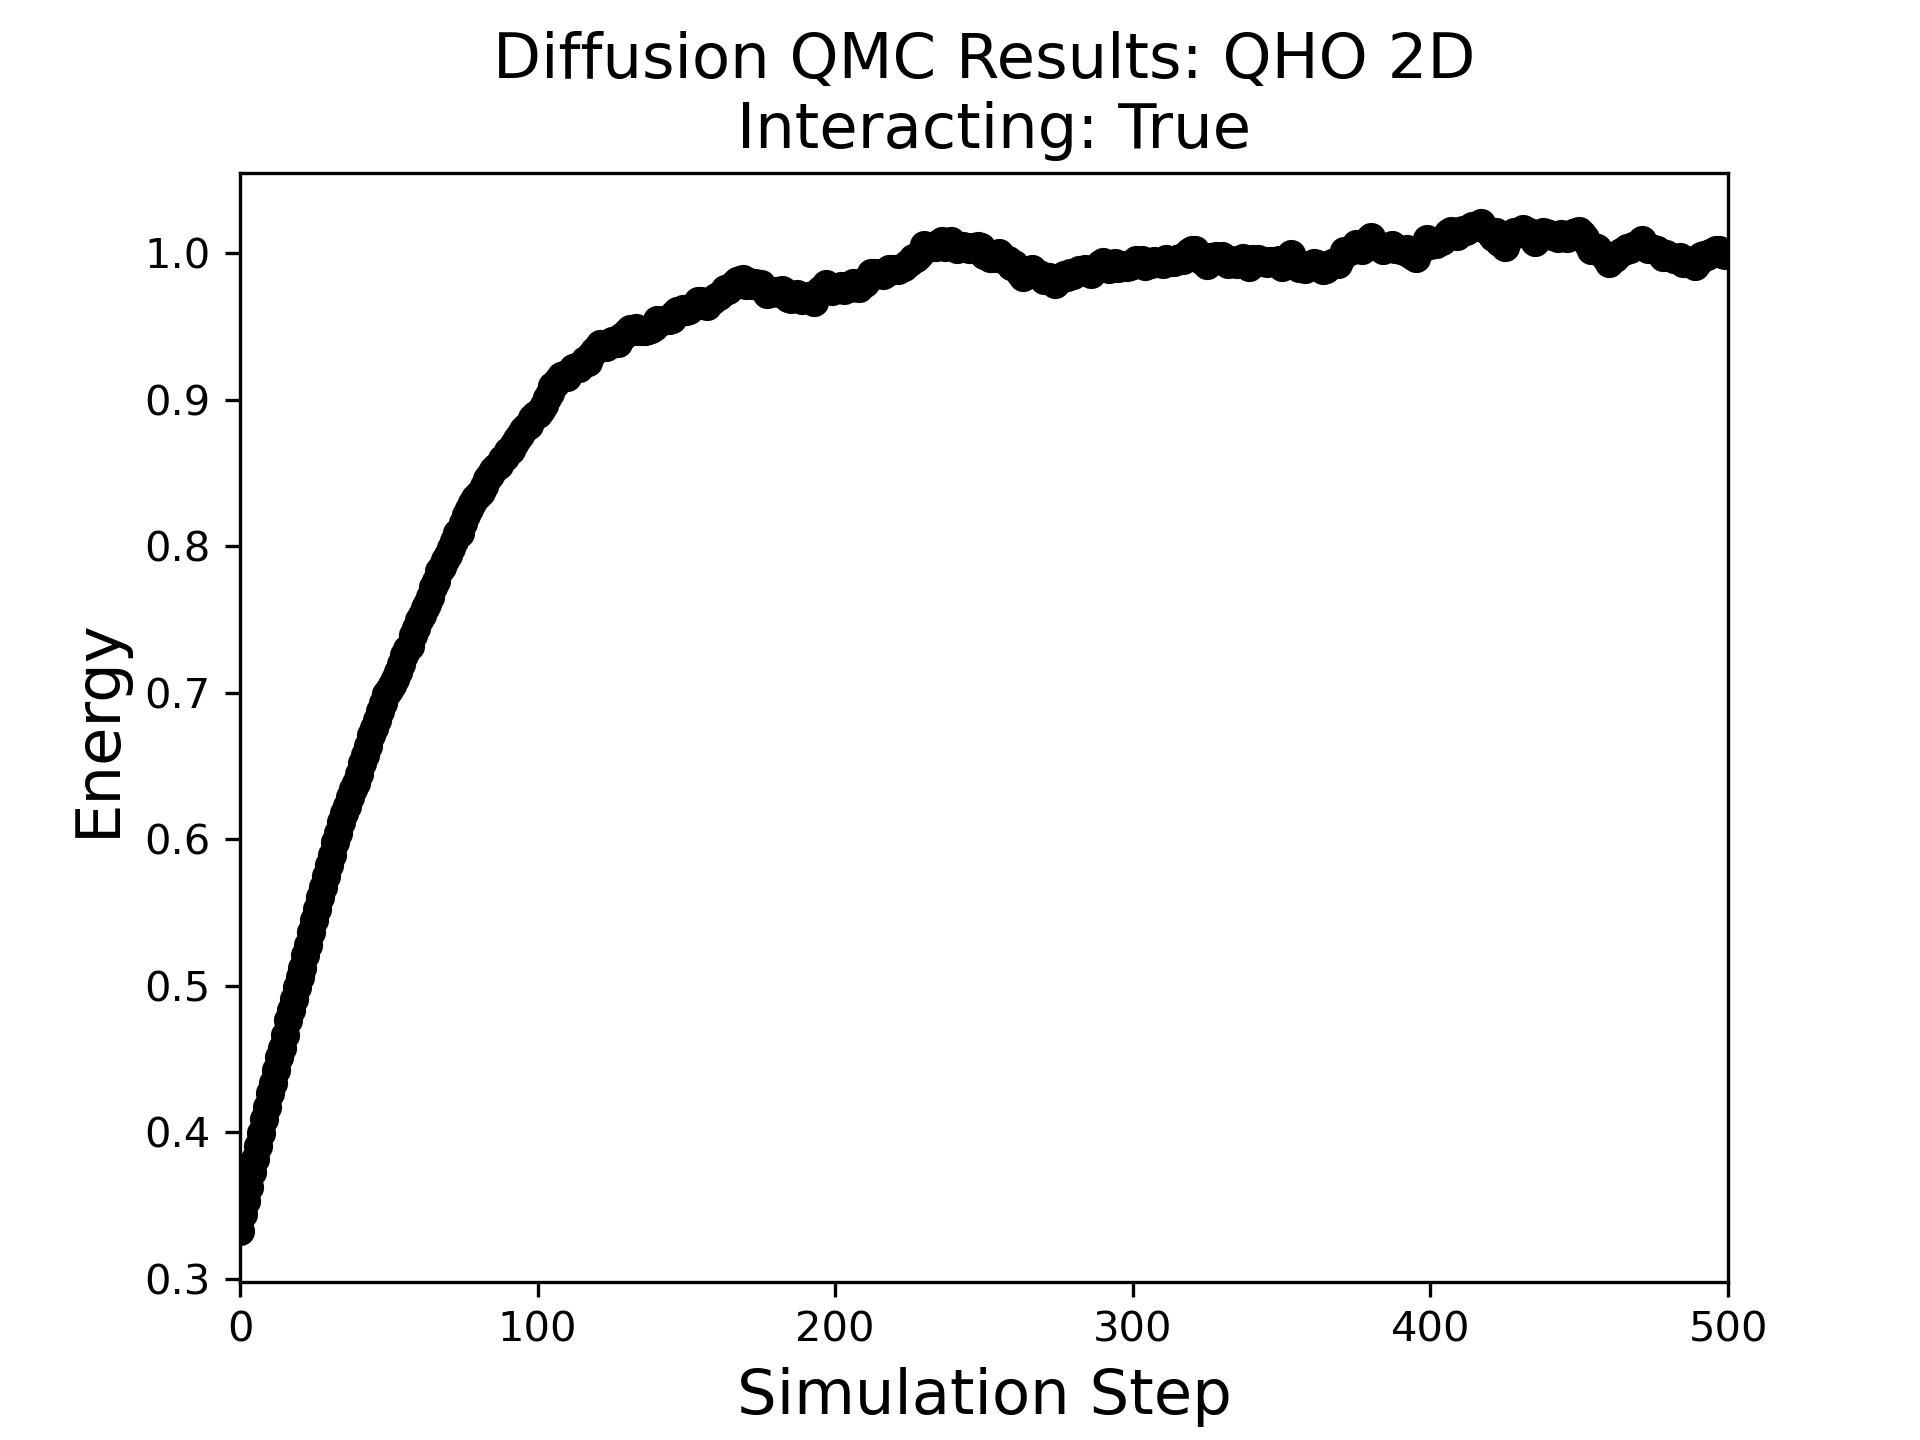 Diffusion QMC Results: QHO 2D
Interacting: True
Energy
1.0
0.9
0.8
0.7
0.6
0.5
0.4
0.3
0 100 200 300 400 500
Simulation Step